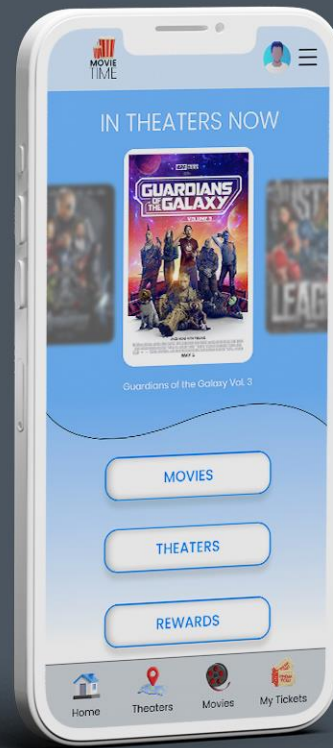 MOVIE
TIME
IN THEATERS NOW
GUARDIANS
OF THE GALAXY
VOLUME 3
MAY 5
Guardians of the Galaxy Vol. 3
MOVIES
THEATERS
REWARDS
Home
Theaters
Movies
My Tickets